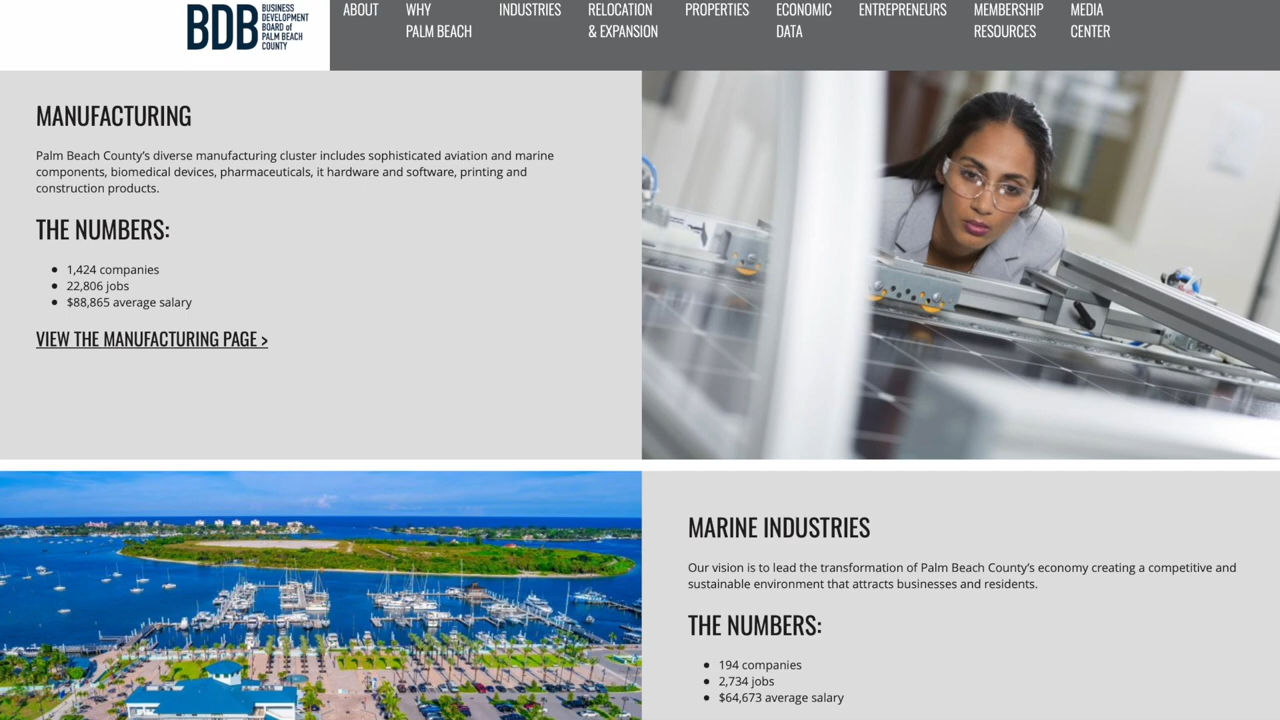 BDB BUSINESS
DEVELOPMENT
BOARD of
PALM BEACH
COUNTY
ABOUT
WHY
PALM BEACH
INDUSTRIES
RELOCATION
& EXPANSION
PROPERTIES
ECONOMIC
DATA
ENTREPRENEURS
MEMBERSHIP
RESOURCES
MEDIA
CENTER
MANUFACTURING
Palm Beach County's diverse manufacturing cluster includes sophisticated aviation and marine
components, biomedical devices, pharmaceuticals, it hardware and software, printing and
construction products.
THE NUMBERS:
● 1,424 companies
● 22,806 jobs
● $88,865 average salary
VIEW THE MANUFACTURING PAGE >
MARINE INDUSTRIES
Our vision is to lead the transformation of Palm Beach County's economy creating a competitive and
sustainable environment that attracts businesses and residents.
THE NUMBERS:
● 194 companies
● 2,734 jobs
● $64,673 average salary